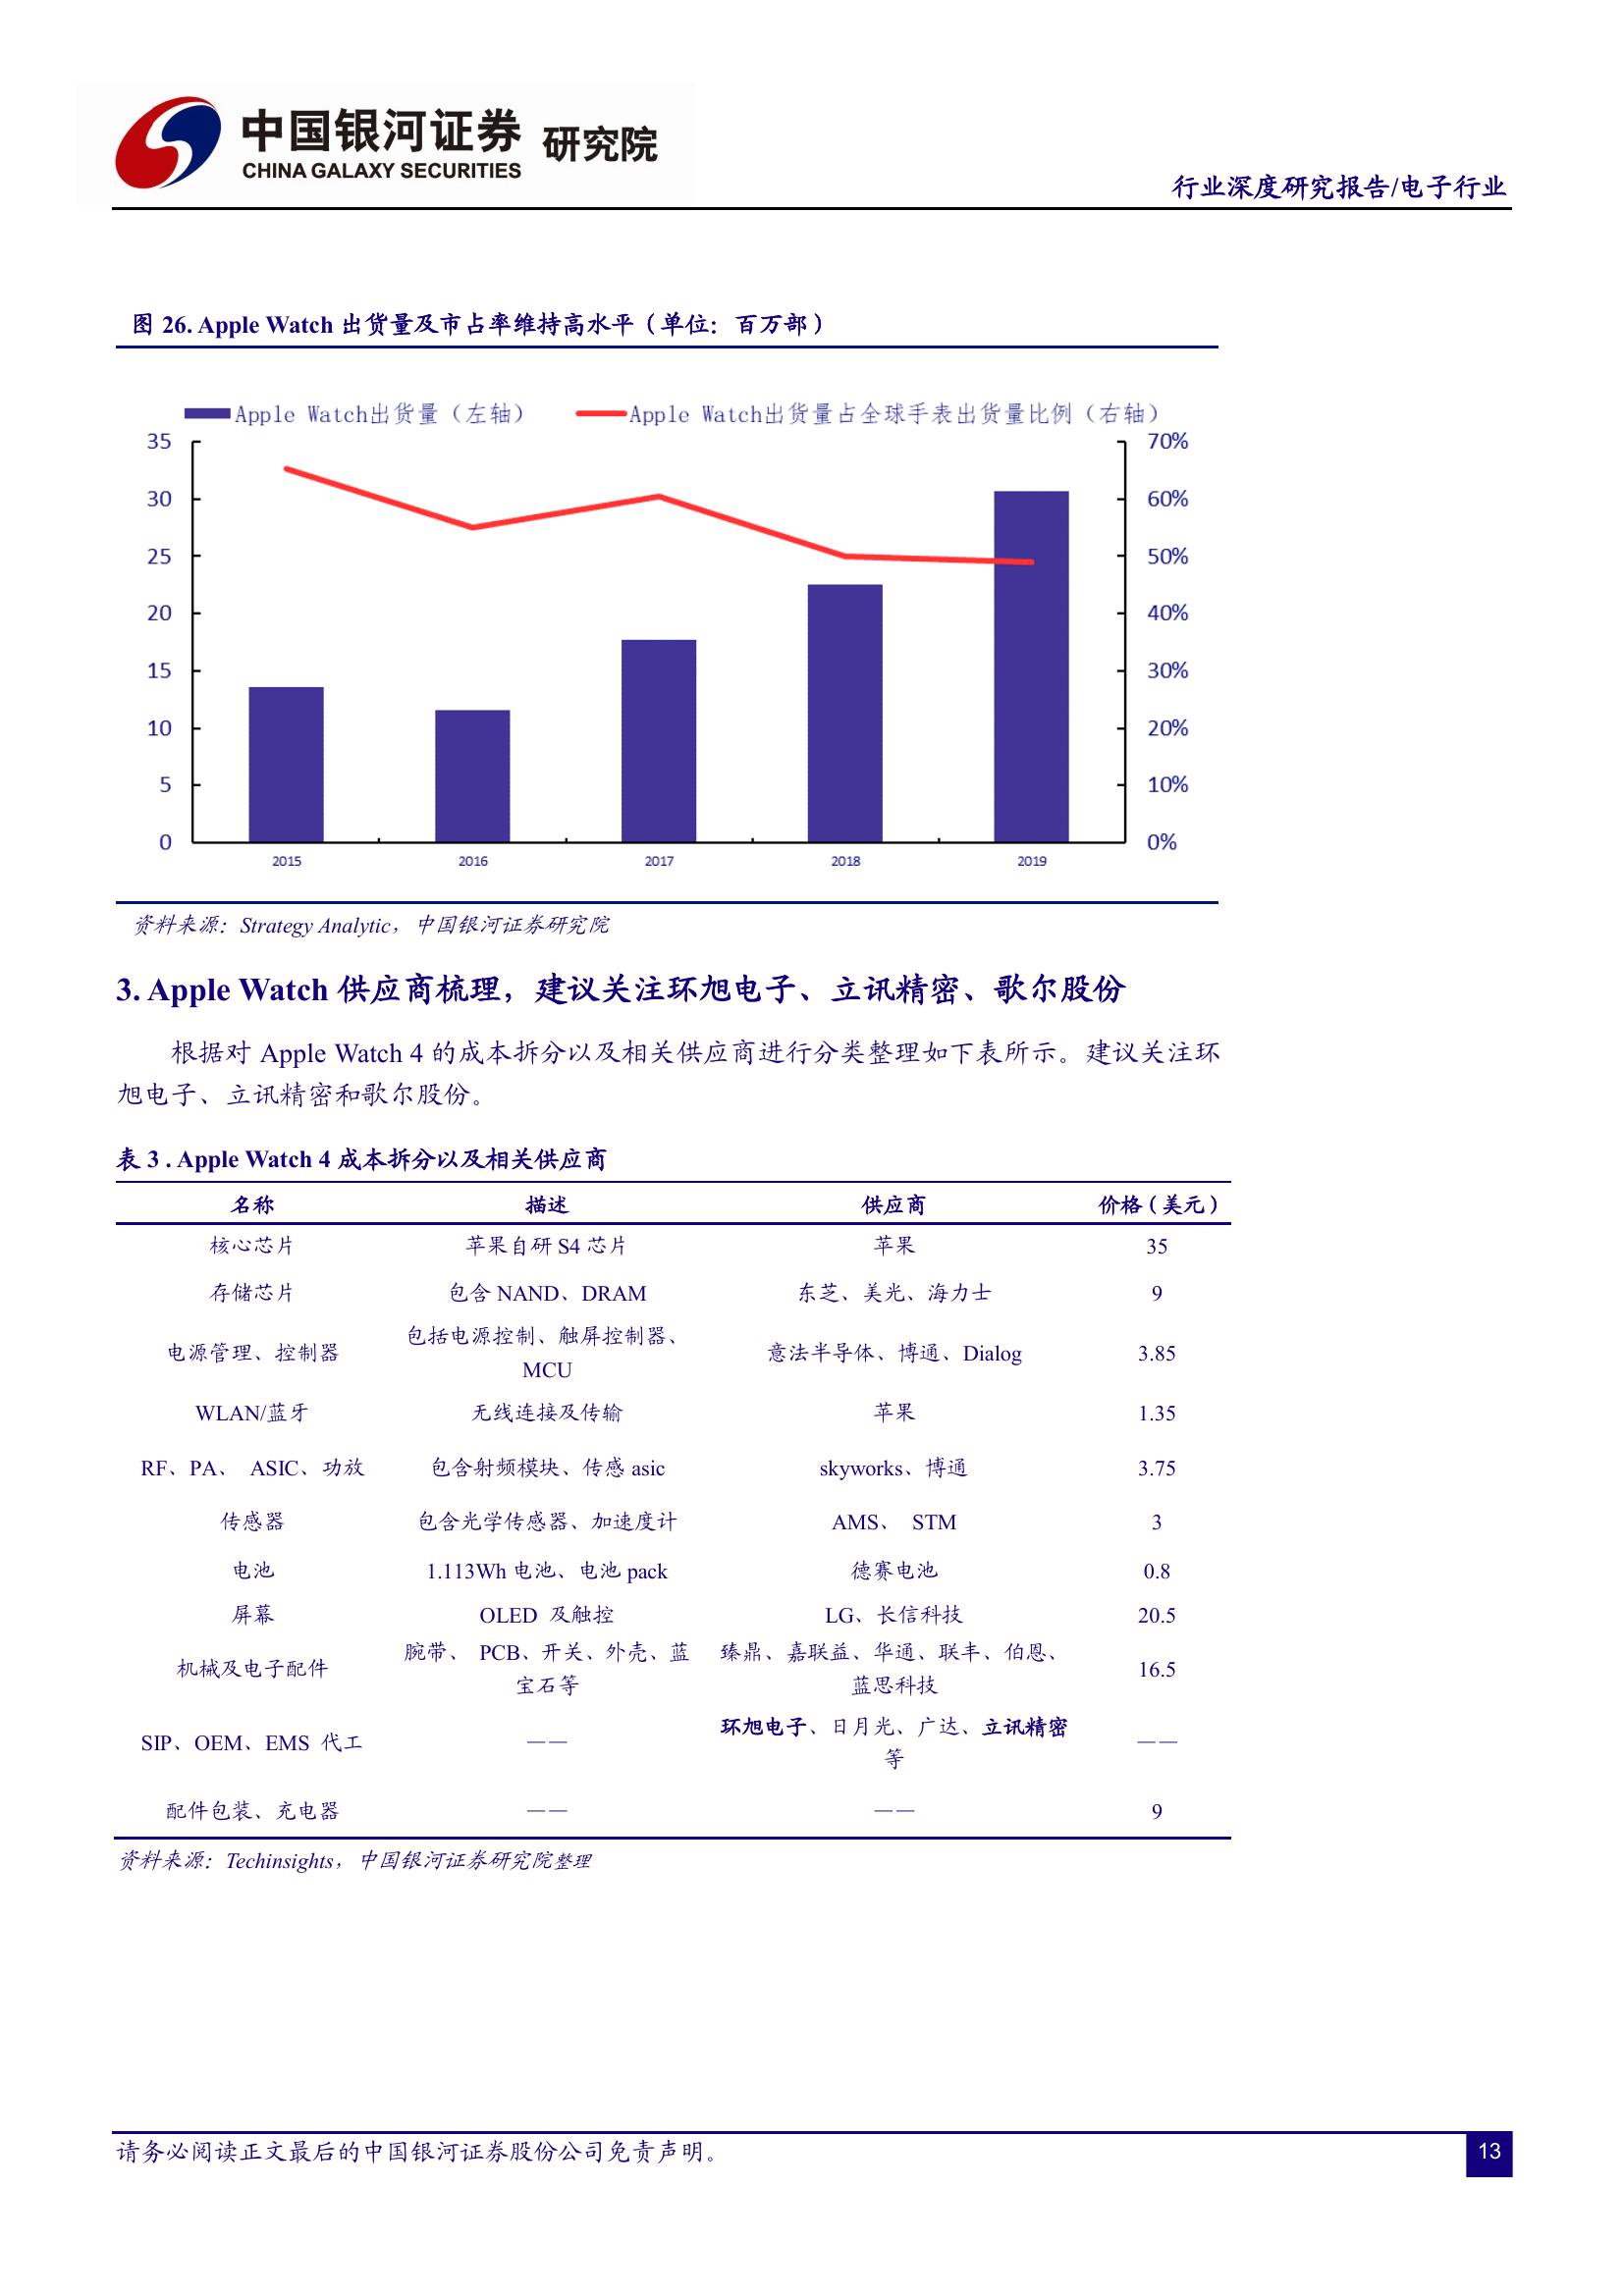 中国银河证券 研究院
CHINA GALAXY SECURITIES
行业深度研究报告/电子行业
图 26. Apple Watch 出货量及市占率维持高水平（单位：百万部）
Apple Watch出货量（左轴） Apple Watch出货量占全球手表出货量比例（右轴）
35 70%
30 60%
25 50%
20 40%
15 30%
10 20%
5 10%
0 0%
2015 2016 2017 2018 2019
资料来源：Strategy Analytic，中国银河证券研究院
3. Apple Watch 供应商梳理，建议关注环旭电子、立讯精密、歌尔股份
根据对 Apple Watch 4 的成本拆分以及相关供应商进行分类整理如下表所示。建议关注环
旭电子、立讯精密和歌尔股份。
表 3 . Apple Watch 4 成本拆分以及相关供应商
名称 描述 供应商 价格（美元）
核心芯片 苹果自研 S4 芯片 苹果 35
存储芯片 包含 NAND、DRAM 东芝、美光、海力士 9
电源管理、控制器 包括电源控制、触屏控制器、
MCU 意法半导体、博通、Dialog 3.85
WLAN/蓝牙 无线连接及传输 苹果 1.35
RF、PA、 ASIC、功放 包含射频模块、传感 asic skyworks、博通 3.75
传感器 包含光学传感器、加速度计 AMS、 STM 3
电池 1.113Wh 电池、电池 pack 德赛电池 0.8
屏幕 OLED 及触控 LG、长信科技 20.5
机械及电子配件 腕带、 PCB、开关、外壳、蓝
宝石等 臻鼎、嘉联益、华通、联丰、伯恩、
蓝思科技 16.5
SIP、OEM、EMS 代工 —— 环旭电子、日月光、广达、立讯精密
等 ——
配件包装、充电器 —— —— 9
资料来源：Techinsights，中国银河证券研究院整理
请务必阅读正文最后的中国银河证券股份公司免责声明。
13